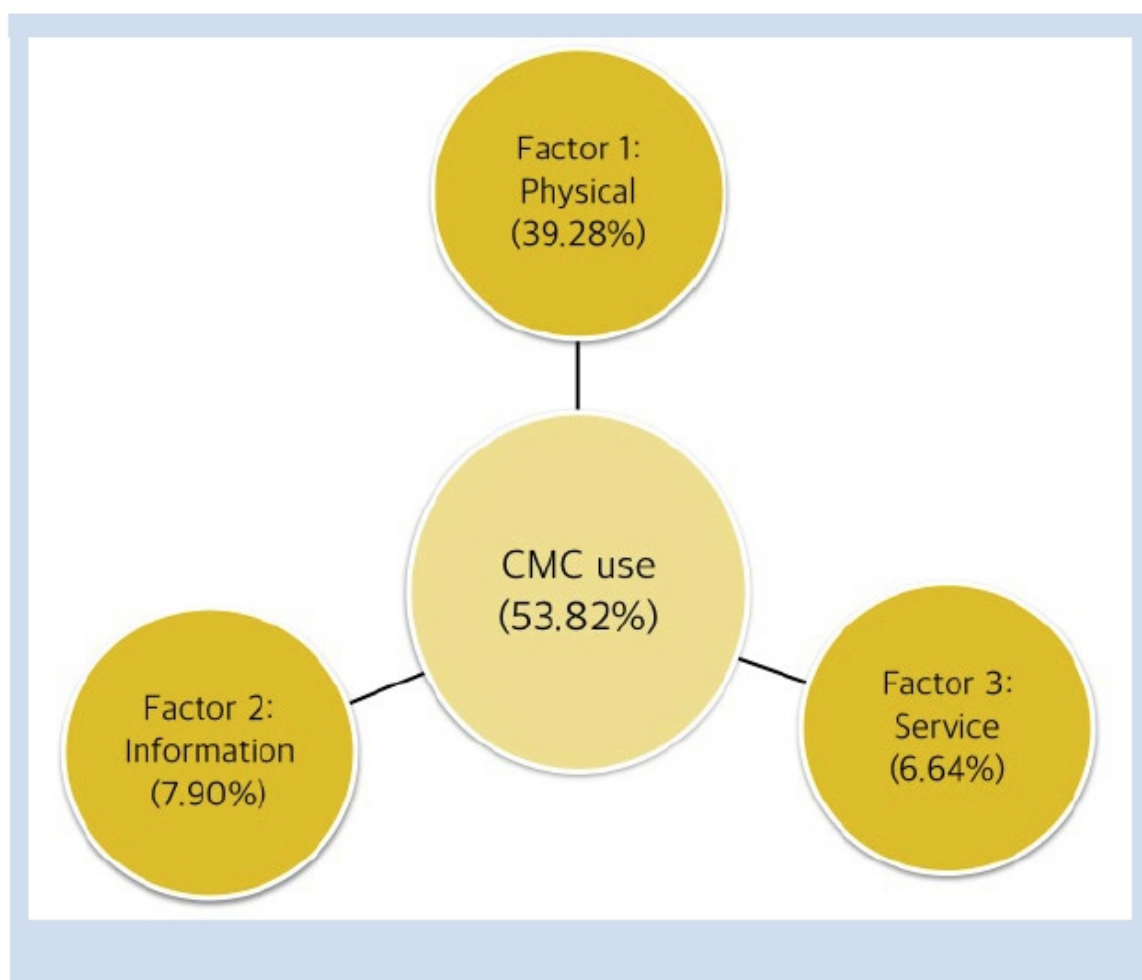 Factor 1:
Physical
(39.28%)
CMC use
(53.82%)
Factor 2:
Information
(7.90%)
Factor 3:
Service
(6.64%)